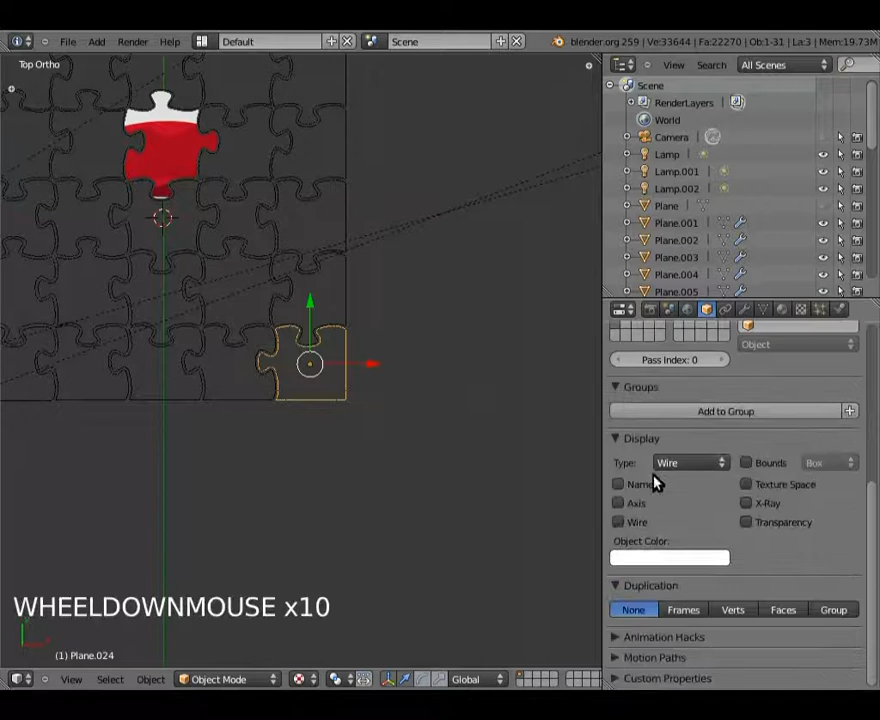 File Add Render Help Default Scene blender.org 259 | Ve:33644 | Fa:22270 | Ob:1-31 | La:3 | Mem:19.73M
Top Ortho
View Search All Scenes
Scene
RenderLayers
World
Camera
Lamp
Lamp.001
Lamp.002
Plane
Plane.001
Plane.002
Plane.003
Plane.004
Plane.005
Pass Index: 0 Object
Groups
Add to Group
Display
Type: Wire Bounds Box
Name Texture Space
Axis X-Ray
Wire Transparency
Object Color:
Duplication
None Frames Verts Faces Group
Animation Hacks
Motion Paths
Custom Properties
WHEELDOWNMOUSE x10
(1) Plane.024
View Select Object Object Mode Global